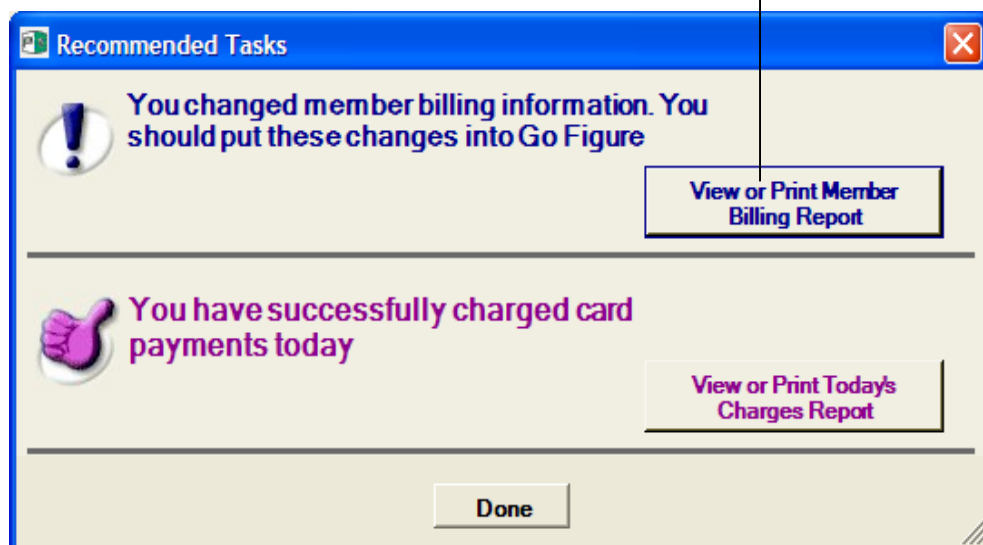 Recommended Tasks
You changed member billing information. You
should put these changes into Go Figure
View or Print Member
Billing Report
You have successfully charged card
payments today
View or Print Today's
Charges Report
Done